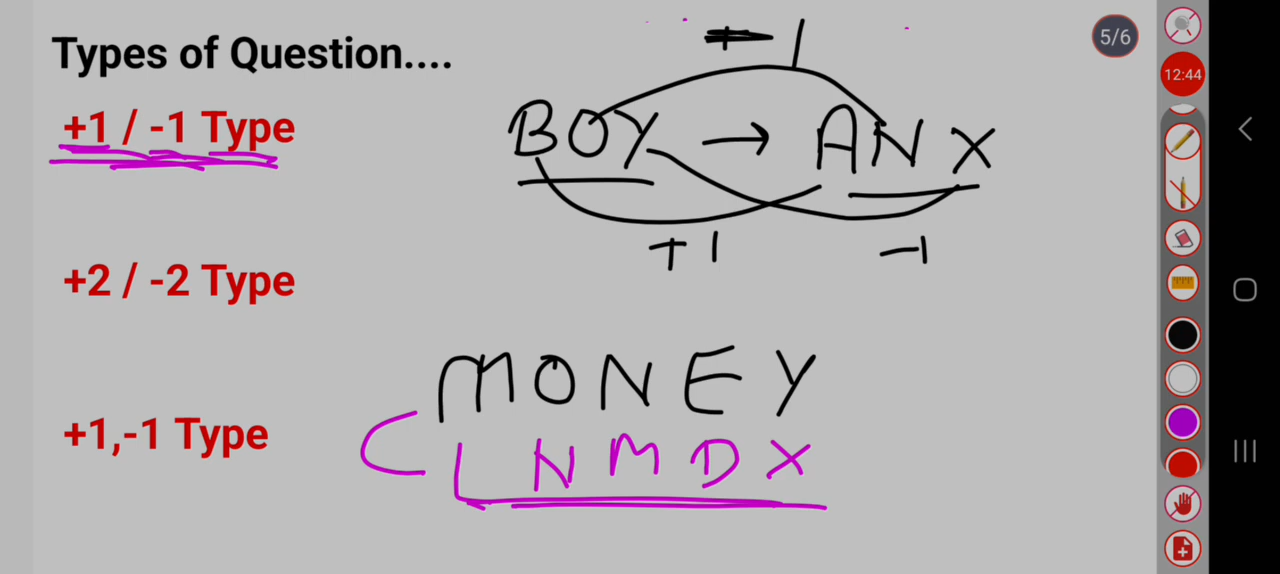 Types of Question....
5/6
12:44
+1 / -1 Type
- 1
BOY → ANX
+1
-1
+2 / -2 Type
MONEY
LNMDX
+1,-1 Type